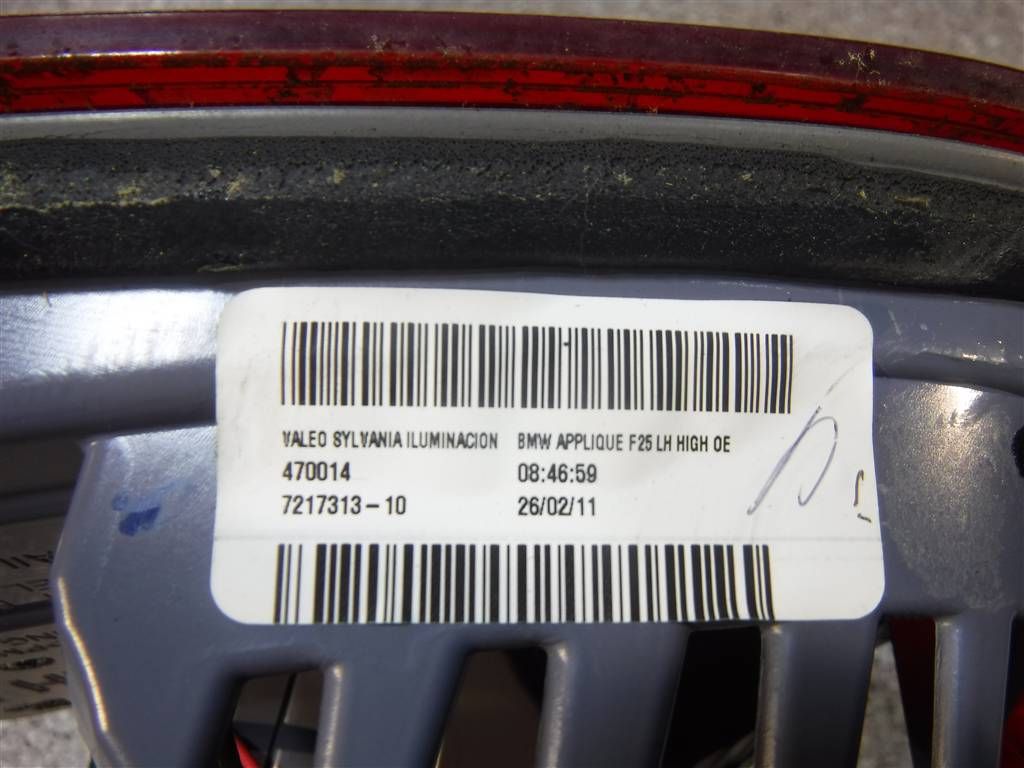 VALEO SYLVANIA ILUMINACION BMW APPLIQUE F25 LH HIGH OE
470014 08:46:59
7217313-10 26/02/11